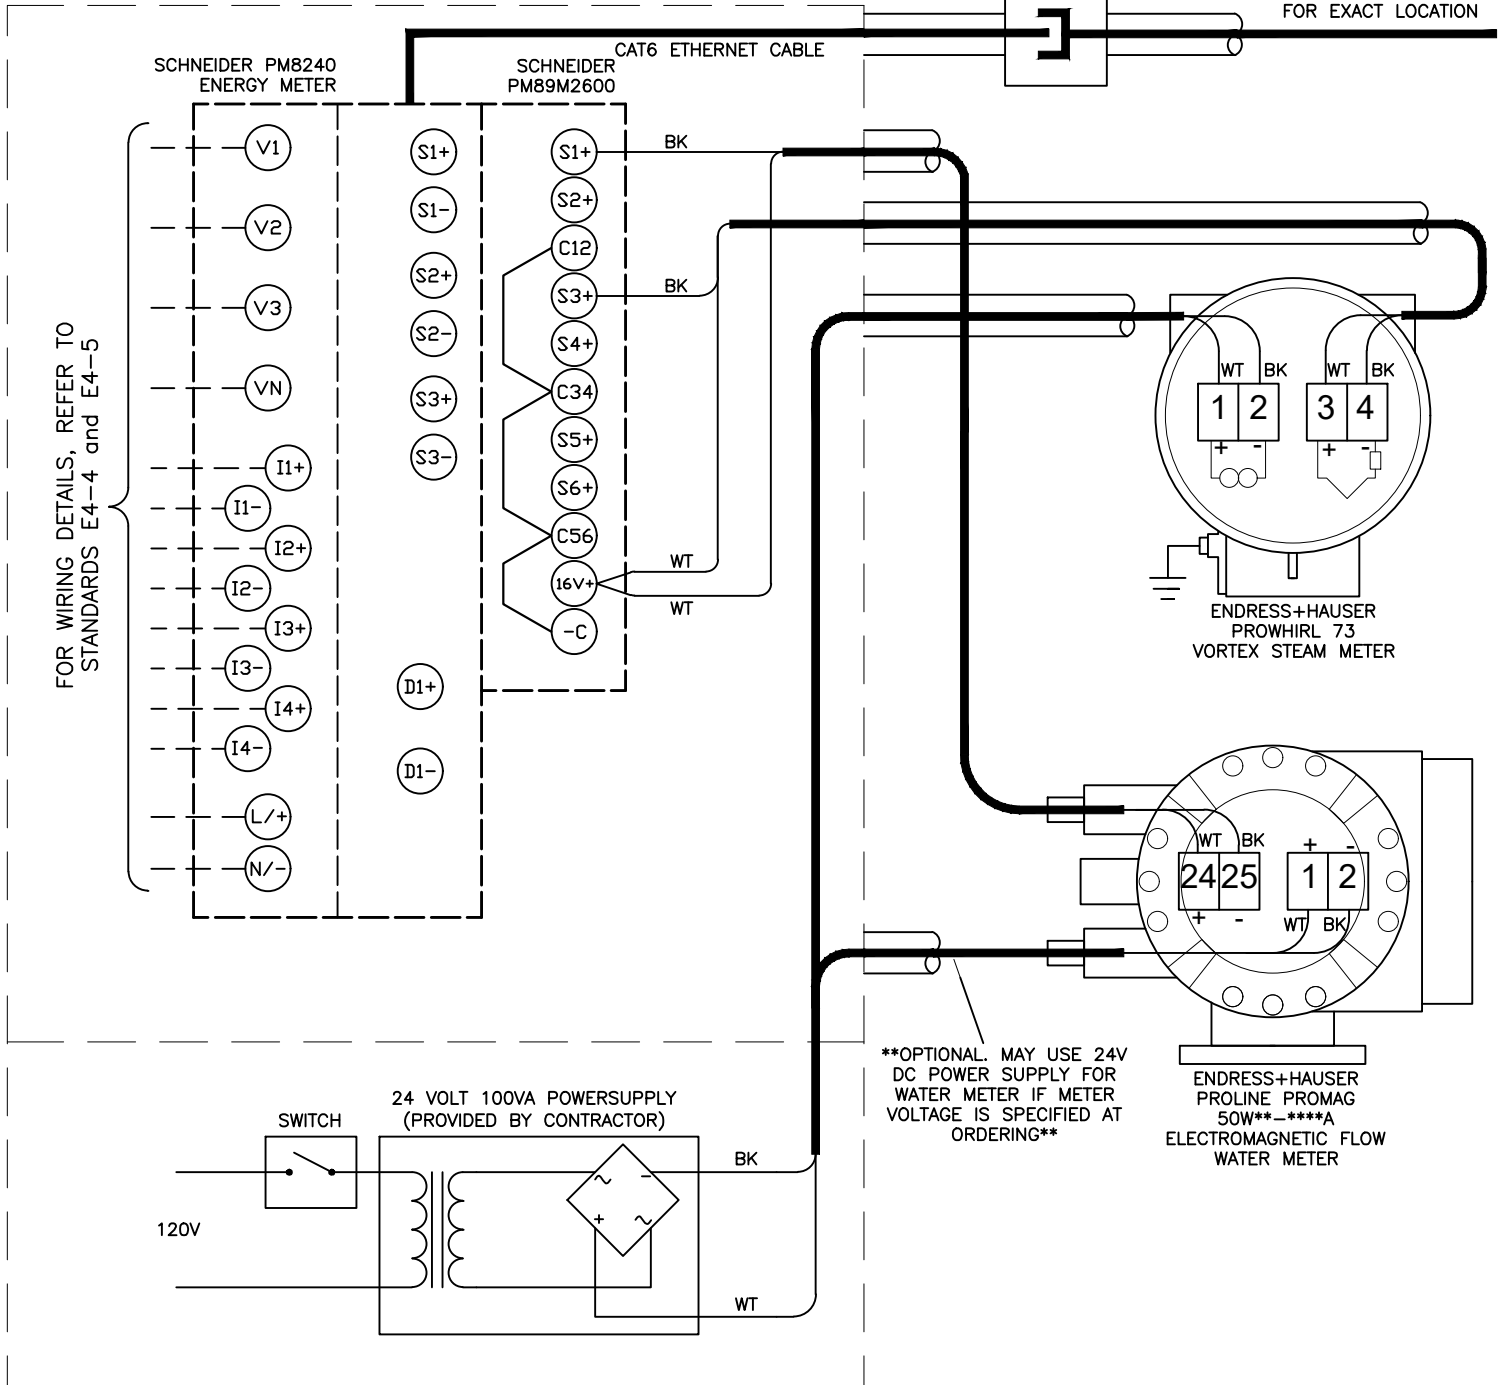 FOR EXACT LOCATION
CAT6 ETHERNET CABLE
SCHNEIDER PM8240
ENERGY METER
SCHNEIDER
PM89M2600
FOR WIRING DETAILS, REFER TO
STANDARDS E4-4 and E4-5
V1
V2
V3
VN
I1+
I1-
I2+
I2-
I3+
I3-
I4+
I4-
L/+
N/-
S1+
S1-
S2+
S2-
S3+
S3-
D1+
D1-
S1+
S2+
C12
S3+
S4+
C34
S5+
S6+
C56
16V+
-C
BK
BK
WT
WT
WT BK WT BK
1 2 3 4
+ - + -
ENDRESS+HAUSER
PROWHIRL 73
VORTEX STEAM METER
WT BK + -
24 25 1 2
+ - WT BK
ENDRESS+HAUSER
PROLINE PROMAG
50W**-****A
ELECTROMAGNETIC FLOW
WATER METER
**OPTIONAL. MAY USE 24V
DC POWER SUPPLY FOR
WATER METER IF METER
VOLTAGE IS SPECIFIED AT
ORDERING**
24 VOLT 100VA POWERSUPPLY
(PROVIDED BY CONTRACTOR)
SWITCH
120V
~ -
+ ~
BK
WT